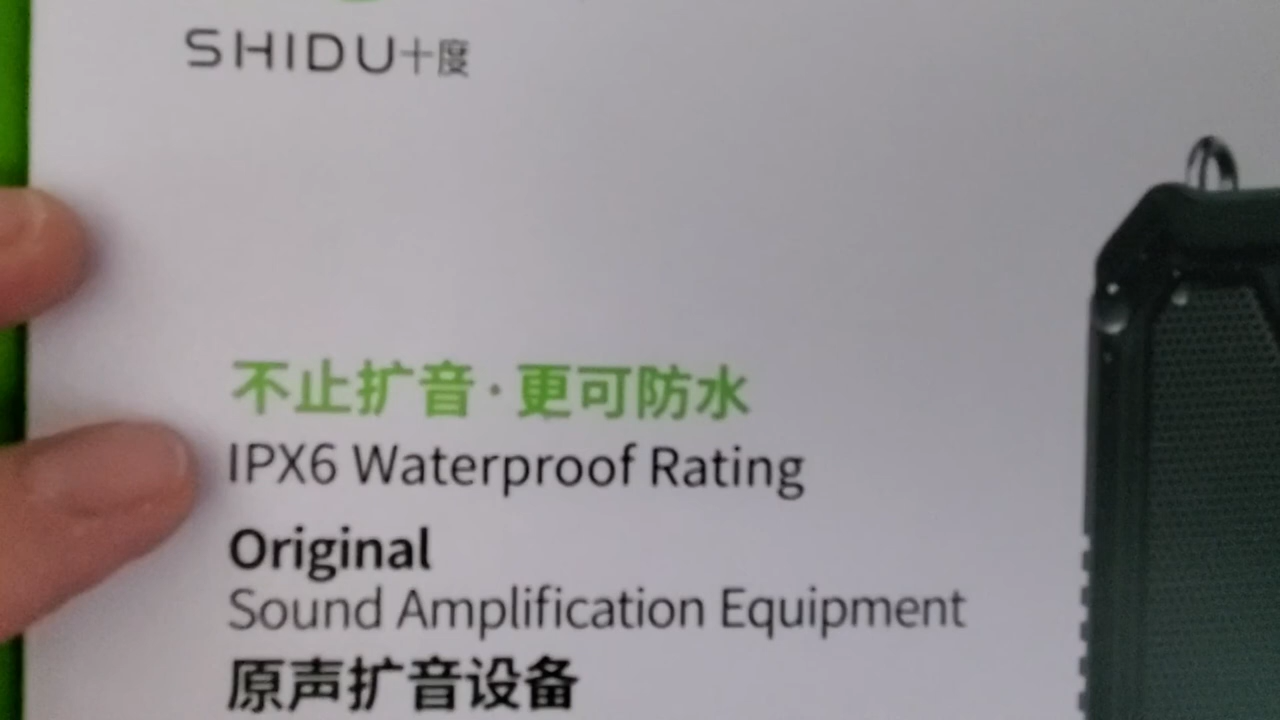 SHIDU十度
不止扩音·更可防水
IPX6 Waterproof Rating
Original
Sound Amplification Equipment
原声扩音设备